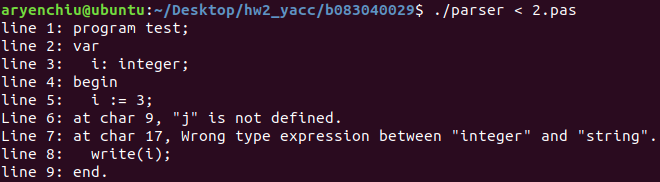 aryenchiu@ubuntu:~/Desktop/hw2_yacc/b083040029$ ./parser < 2.pas
line 1: program test;
line 2: var
line 3:   i: integer;
line 4: begin
line 5:   i := 3;
Line 6: at char 9, "j" is not defined.
Line 7: at char 17, Wrong type expression between "integer" and "string".
line 8:   write(i);
line 9: end.